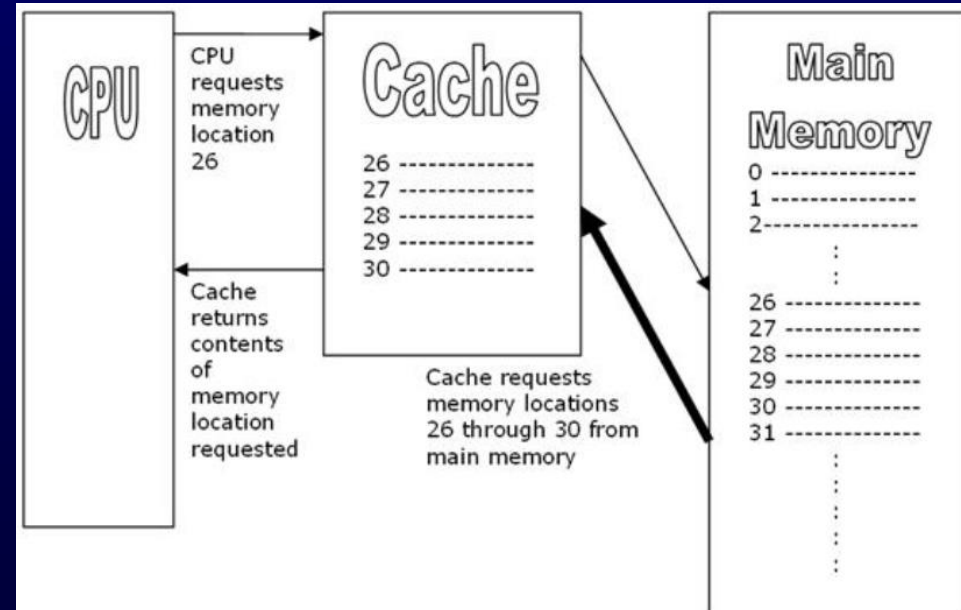 CPU
CPU
requests
memory
location
26
Cache
returns
contents
of
memory
location
requested
Cache
26 --------------
27 --------------
28 --------------
29 --------------
30 --------------
Cache requests
memory locations
26 through 30 from
main memory
Main
Memory
0 ---------------
1 ---------------
2----------------
:
:
26 --------------
27 --------------
28 --------------
29 --------------
30 --------------
31 --------------
:
:
:
:
: